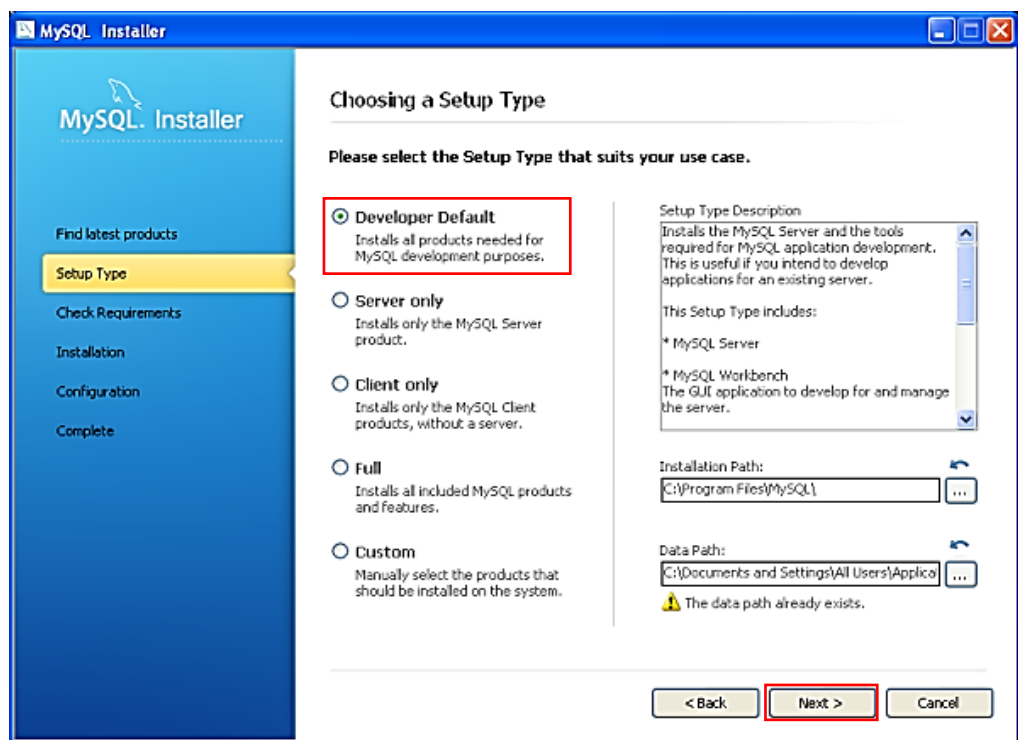 MySQL Installer
MySQL. Installer
Find latest products
Setup Type
Check Requirements
Installation
Configuration
Complete
Choosing a Setup Type
Please select the Setup Type that suits your use case.
Developer Default
Installs all products needed for
MySQL development purposes.
Server only
Installs only the MySQL Server
product.
Client only
Installs only the MySQL Client
products, without a server.
Full
Installs all included MySQL products
and features.
Custom
Manually select the products that
should be installed on the system.
Setup Type Description
Installs the MySQL Server and the tools
required for MySQL application development.
This is useful if you intend to develop
applications for an existing server.
This Setup Type includes:
* MySQL Server
* MySQL Workbench
The GUI application to develop for and manage
the server.
Installation Path:
C:\Program Files\MySQL\
...
Data Path:
C:\Documents and Settings\All Users\Applicat
...
The data path already exists.
< Back
Next >
Cancel